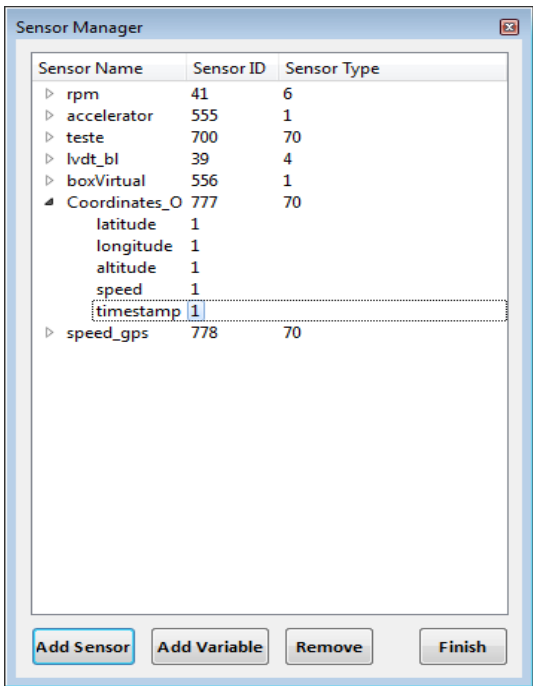 Sensor Manager
Sensor Name Sensor ID Sensor Type
rpm 41 6
accelerator 555 1
teste 700 70
lvdt_bl 39 4
boxVirtual 556 1
Coordinates_O 777 70
latitude 1
longitude 1
altitude 1
speed 1
timestamp 1
speed_gps 778 70
Add Sensor Add Variable Remove Finish